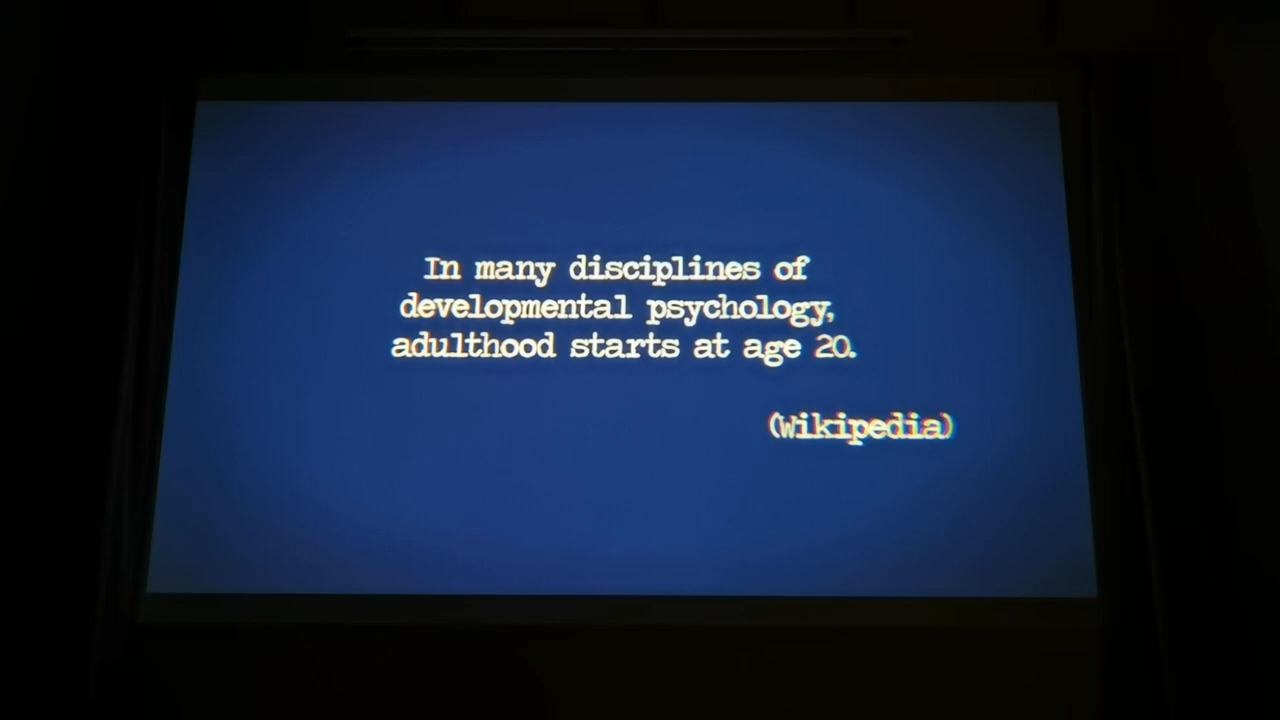 In many disciplines of
developmental psychology,
adulthood starts at age 20.
(Wikipedia)